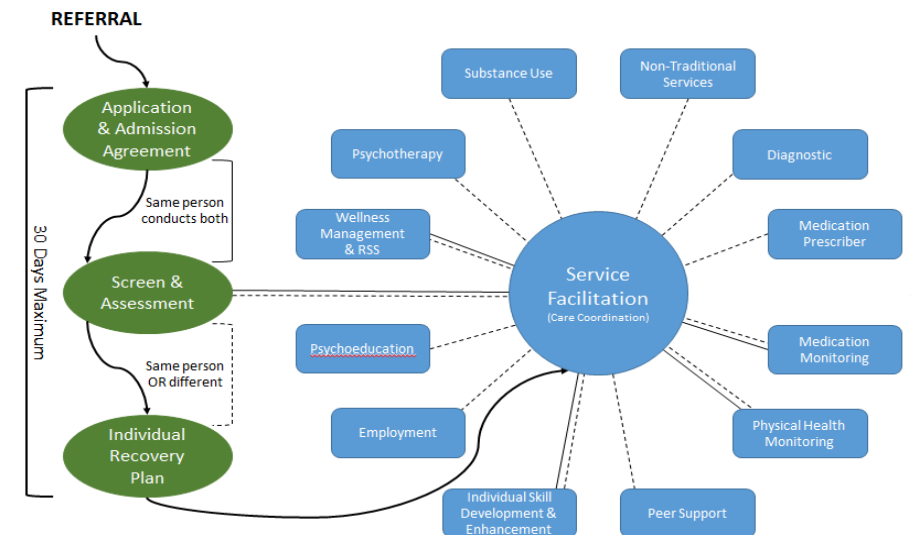 REFERRAL
Application
& Admission
Agreement
Same person
conducts both
30 Days Maximum
Screen &
Assessment
Same person
OR different
Individual
Recovery
Plan
Substance Use
Non-Traditional
Services
Psychotherapy
Diagnostic
Wellness
Management
& RSS
Medication
Prescriber
Service
Facilitation
(Care Coordination)
Psychoeducation
Medication
Monitoring
Employment
Physical Health
Monitoring
Individual Skill
Development &
Enhancement
Peer Support